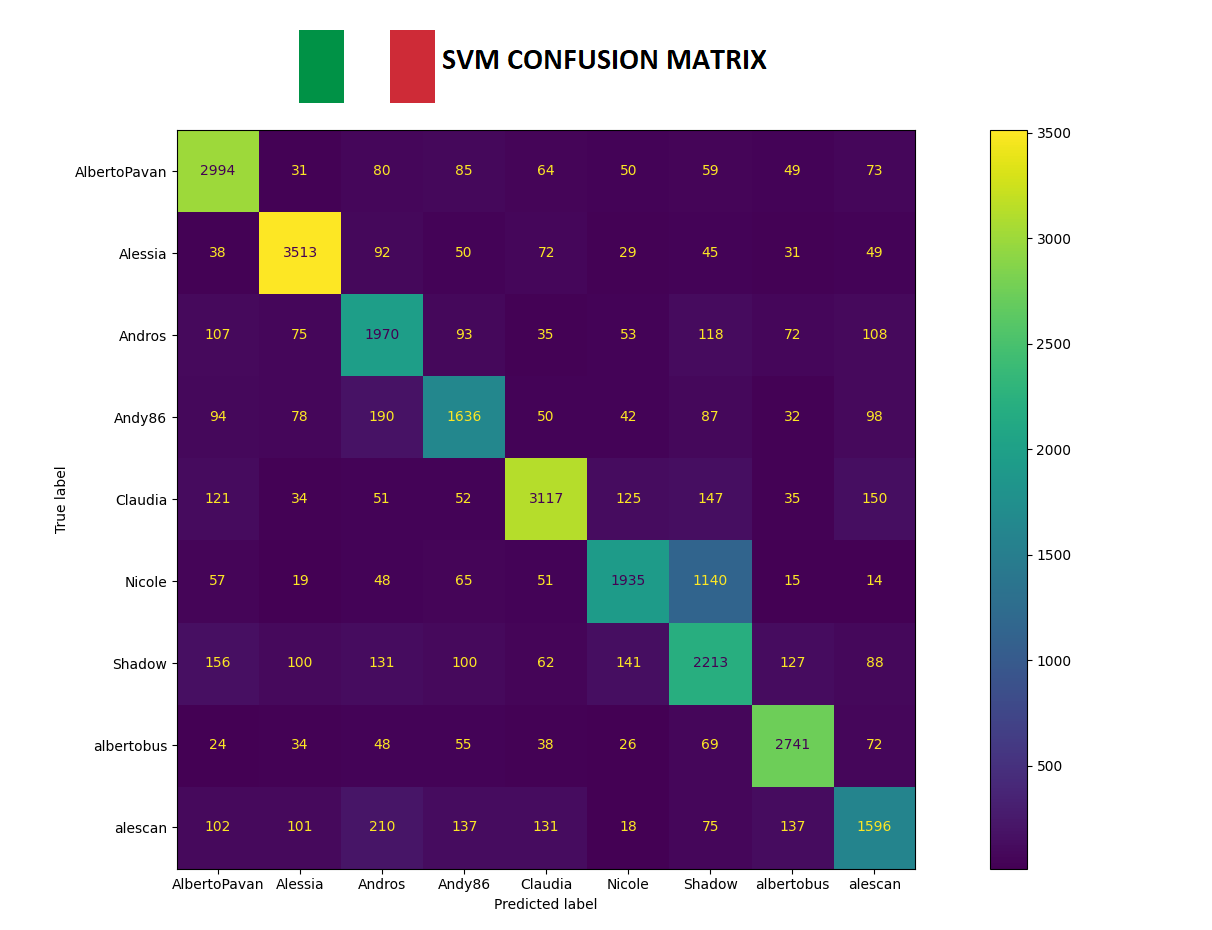 SVM CONFUSION MATRIX
AlbertoPavan 2994 31 80 85 64 50 59 49 73
Alessia 38 3513 92 50 72 29 45 31 49
Andros 107 75 1970 93 35 53 118 72 108
Andy86 94 78 190 1636 50 42 87 32 98
Claudia 121 34 51 52 3117 125 147 35 150
Nicole 57 19 48 65 51 1935 1140 15 14
Shadow 156 100 131 100 62 141 2213 127 88
albertobus 24 34 48 55 38 26 69 2741 72
alescan 102 101 210 137 131 18 75 137 1596
AlbertoPavan Alessia Andros Andy86 Claudia Nicole Shadow albertobus alescan
Predicted label
True label
3500
3000
2500
2000
1500
1000
500